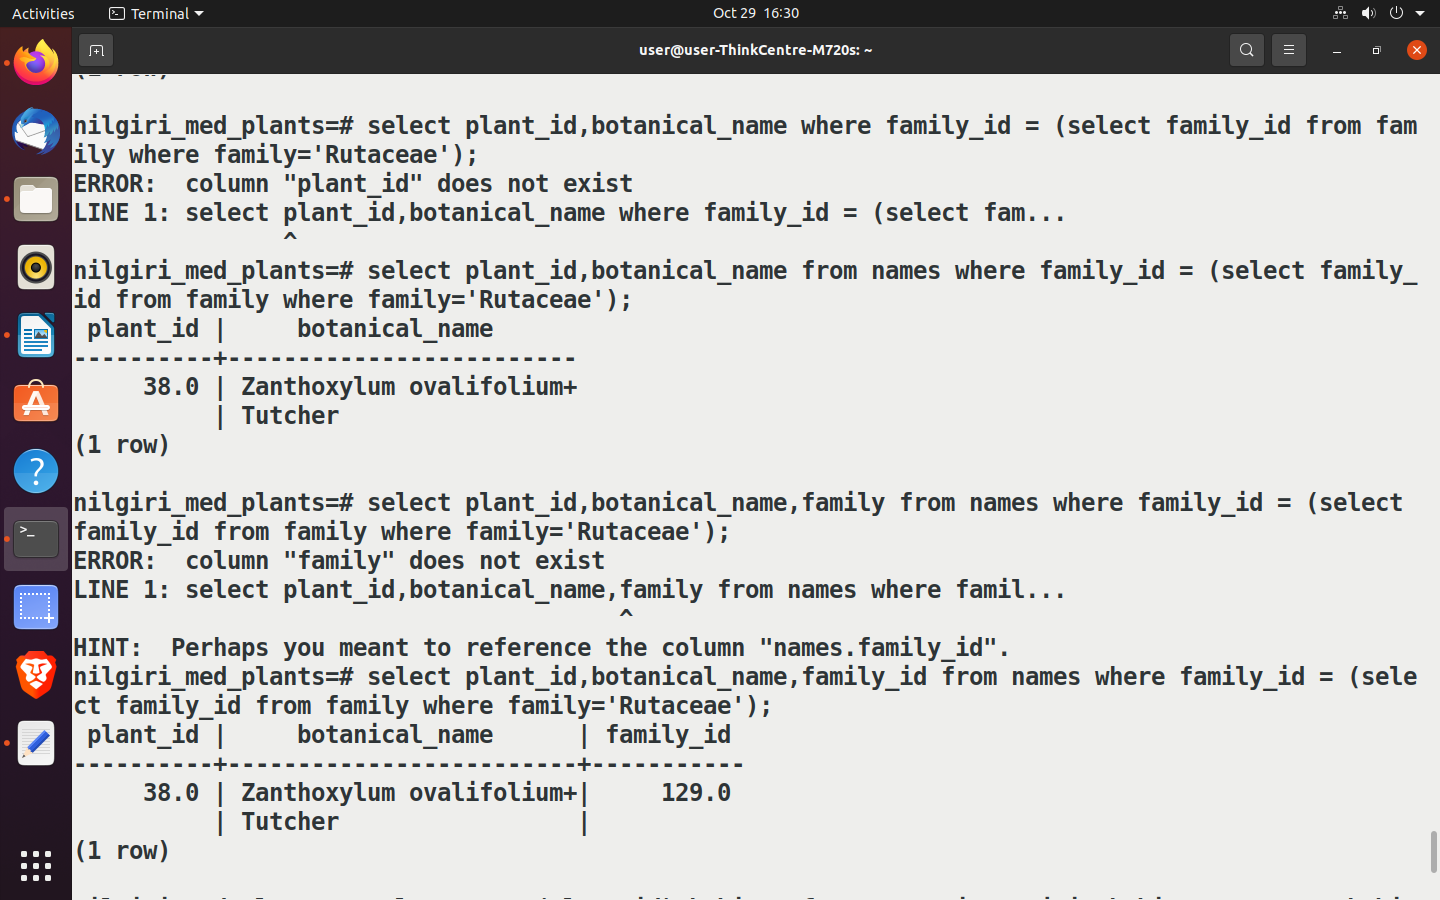 Activities
Terminal
Oct 29 16:30
user@user-ThinkCentre-M720s: ~
nilgiri_med_plants=# select plant_id,botanical_name where family_id = (select family_id from fam
ily where family='Rutaceae');
ERROR:  column "plant_id" does not exist
LINE 1: select plant_id,botanical_name where family_id = (select fam...
^
nilgiri_med_plants=# select plant_id,botanical_name from names where family_id = (select family_
id from family where family='Rutaceae');
 plant_id |     botanical_name
----------+-------------------------
     38.0 | Zanthoxylum ovalifolium+
          | Tutcher
(1 row)
nilgiri_med_plants=# select plant_id,botanical_name,family from names where family_id = (select
family_id from family where family='Rutaceae');
ERROR:  column "family" does not exist
LINE 1: select plant_id,botanical_name,family from names where famil...
^
HINT:  Perhaps you meant to reference the column "names.family_id".
nilgiri_med_plants=# select plant_id,botanical_name,family_id from names where family_id = (sele
ct family_id from family where family='Rutaceae');
 plant_id |     botanical_name      | family_id
----------+-------------------------+-----------
     38.0 | Zanthoxylum ovalifolium+|     129.0
          | Tutcher                 |
(1 row)